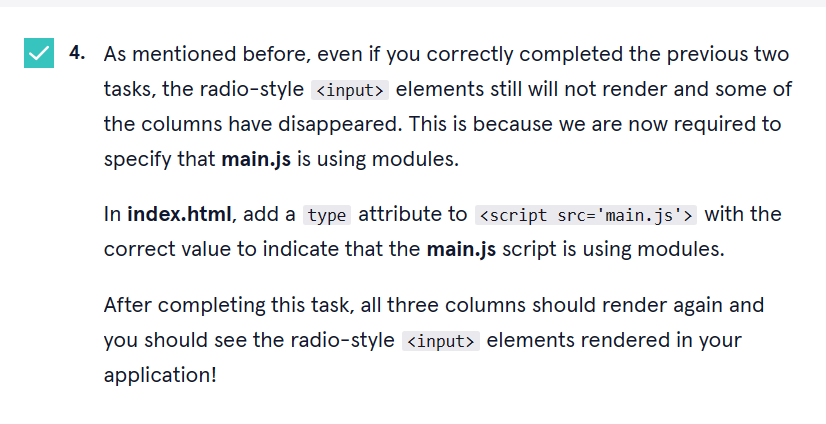 4. As mentioned before, even if you correctly completed the previous two
tasks, the radio-style <input> elements still will not render and some of
the columns have disappeared. This is because we are now required to
specify that main.js is using modules.
In index.html, add a type attribute to <script src='main.js'> with the
correct value to indicate that the main.js script is using modules.
After completing this task, all three columns should render again and
you should see the radio-style <input> elements rendered in your
application!